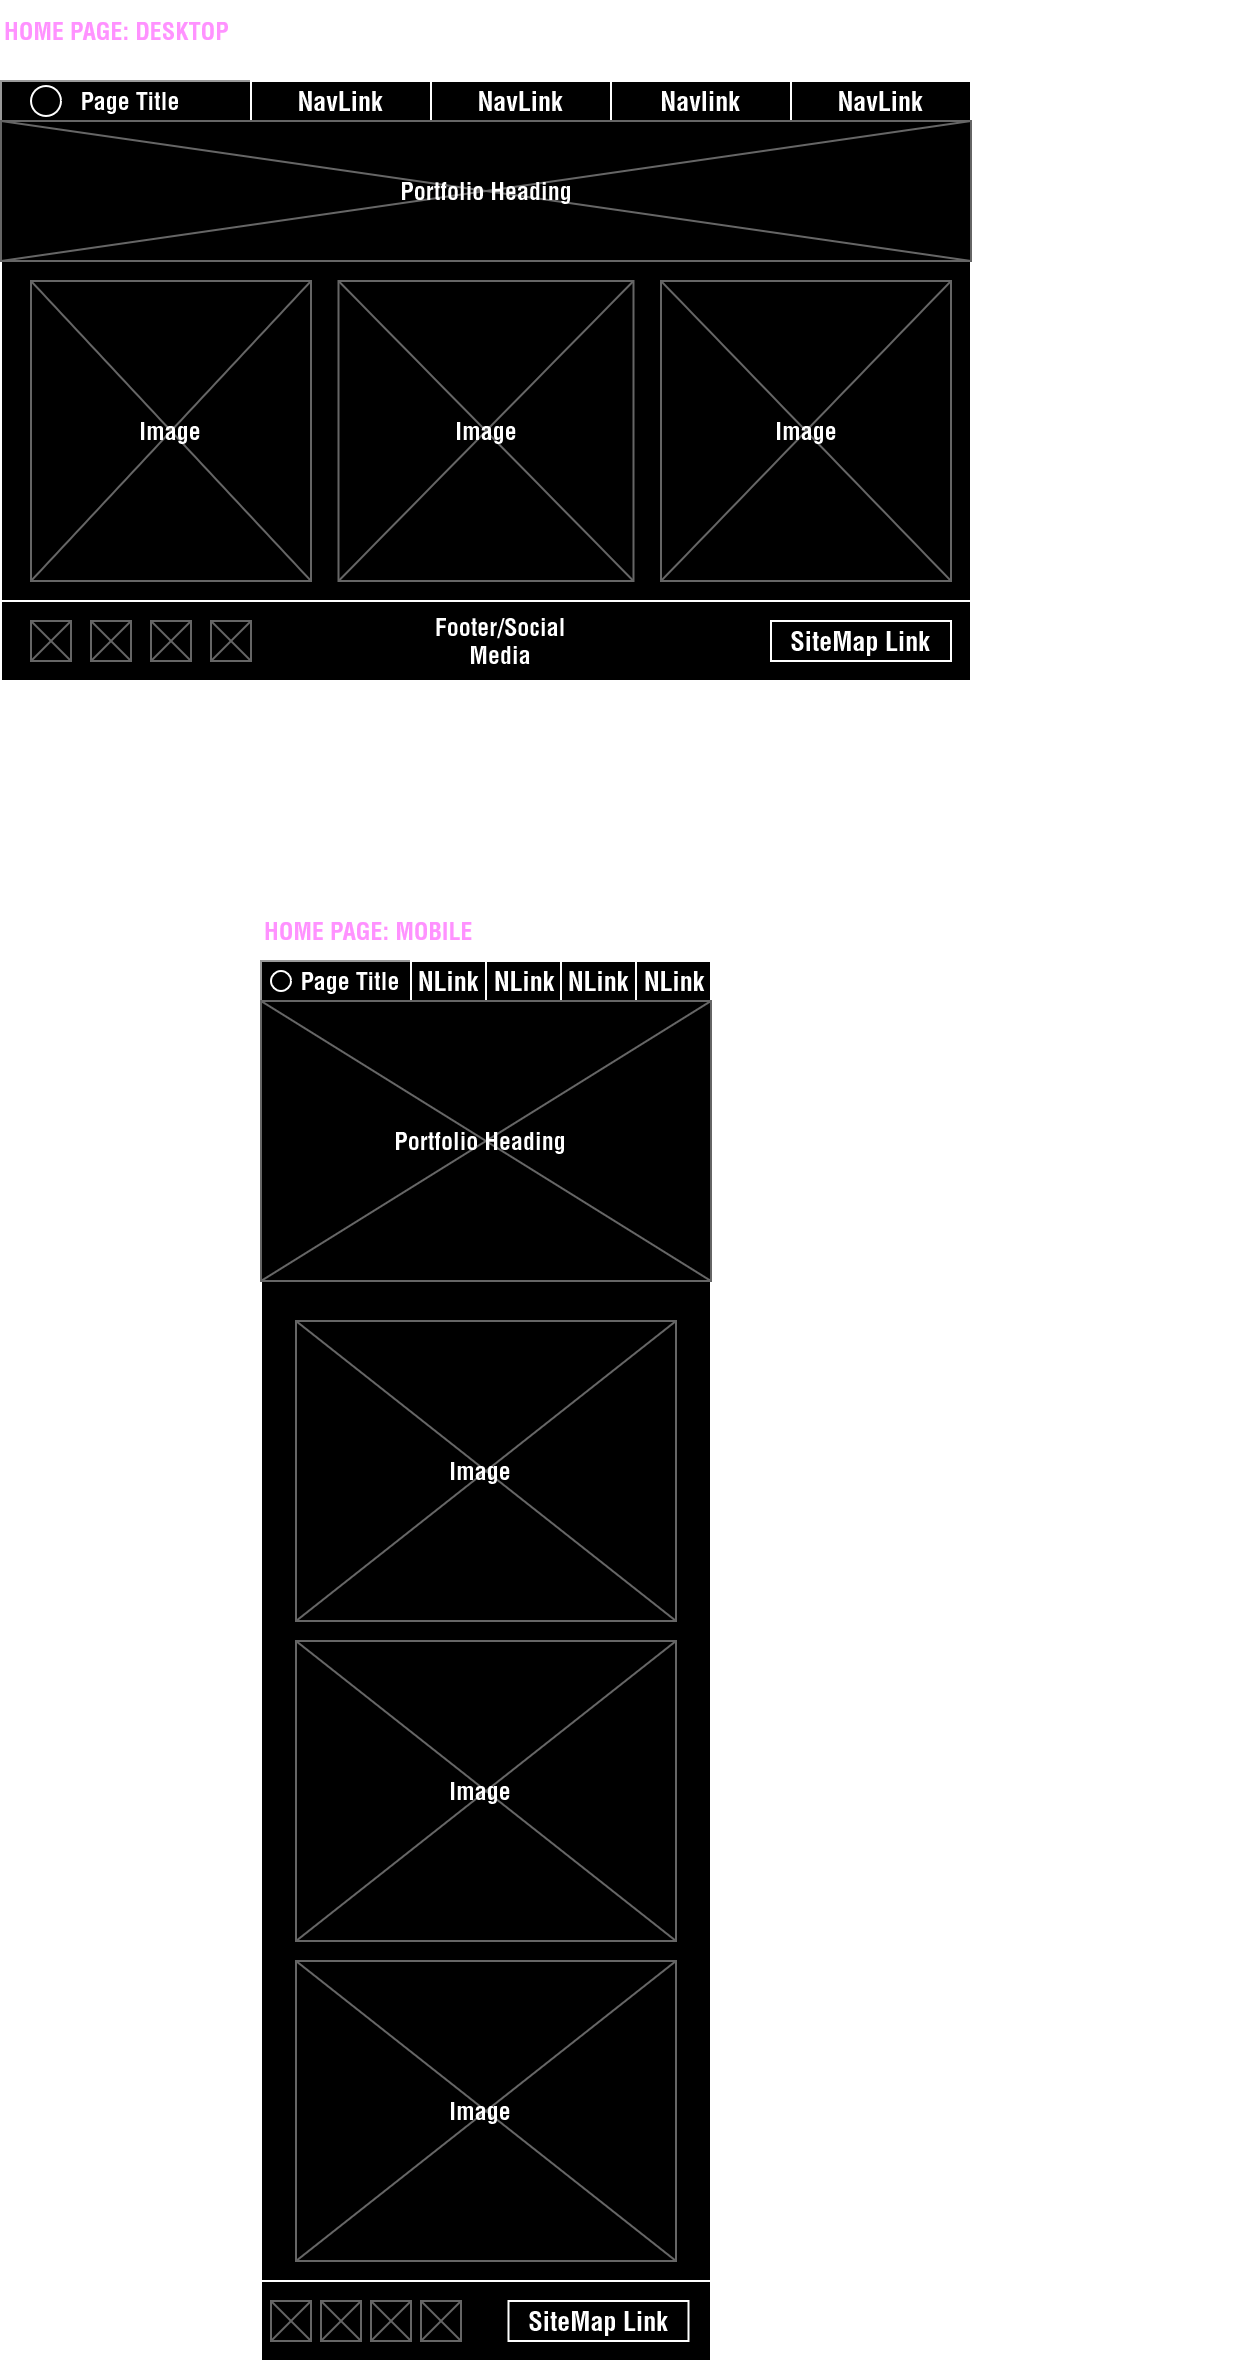 HOME PAGE: DESKTOP
Page Title NavLink NavLink Navlink NavLink
Portfolio Heading
Image Image Image
Footer/Social
Media
SiteMap Link
HOME PAGE: MOBILE
Page Title NLink NLink NLink NLink
Portfolio Heading
Image
Image
Image
SiteMap Link